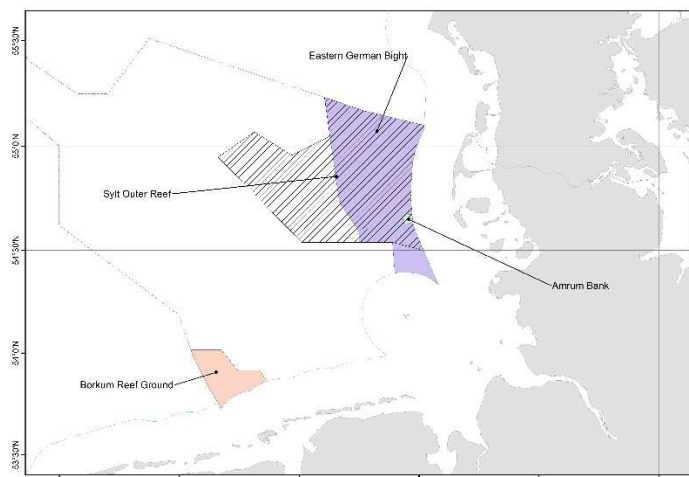 55°30'N
Eastern German Bight
55°0'N
Sylt Outer Reef
54°30'N
Amrum Bank
54°0'N
Borkum Reef Ground
53°30'N